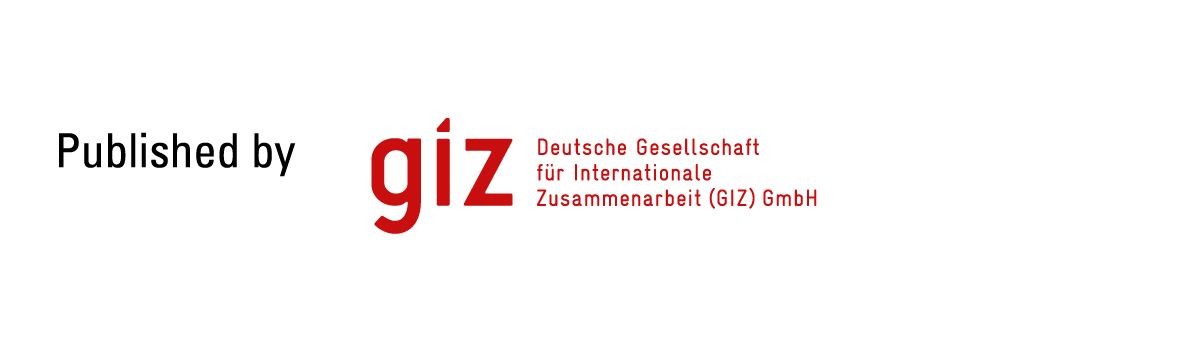 Published by
giz
Deutsche Gesellschaft
für Internationale
Zusammenarbeit (GIZ) GmbH